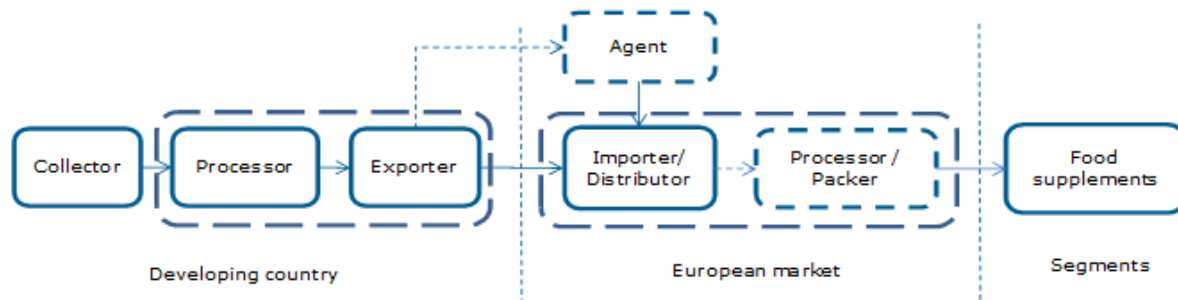 Agent
Collector
Processor
Exporter
Importer/
Distributor
Processor /
Packer
Food
supplements
Developing country
European market
Segments